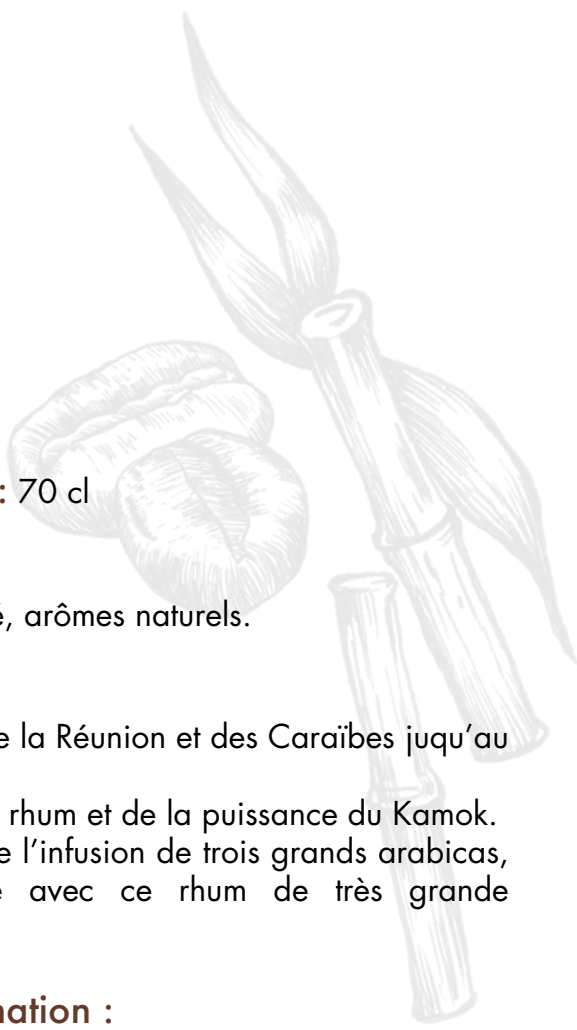 : 70 cl
é, arômes naturels.
e la Réunion et des Caraïbes juqu’au
rhum et de la puissance du Kamok.
e l’infusion de trois grands arabicas,
e avec ce rhum de très grande
nation :